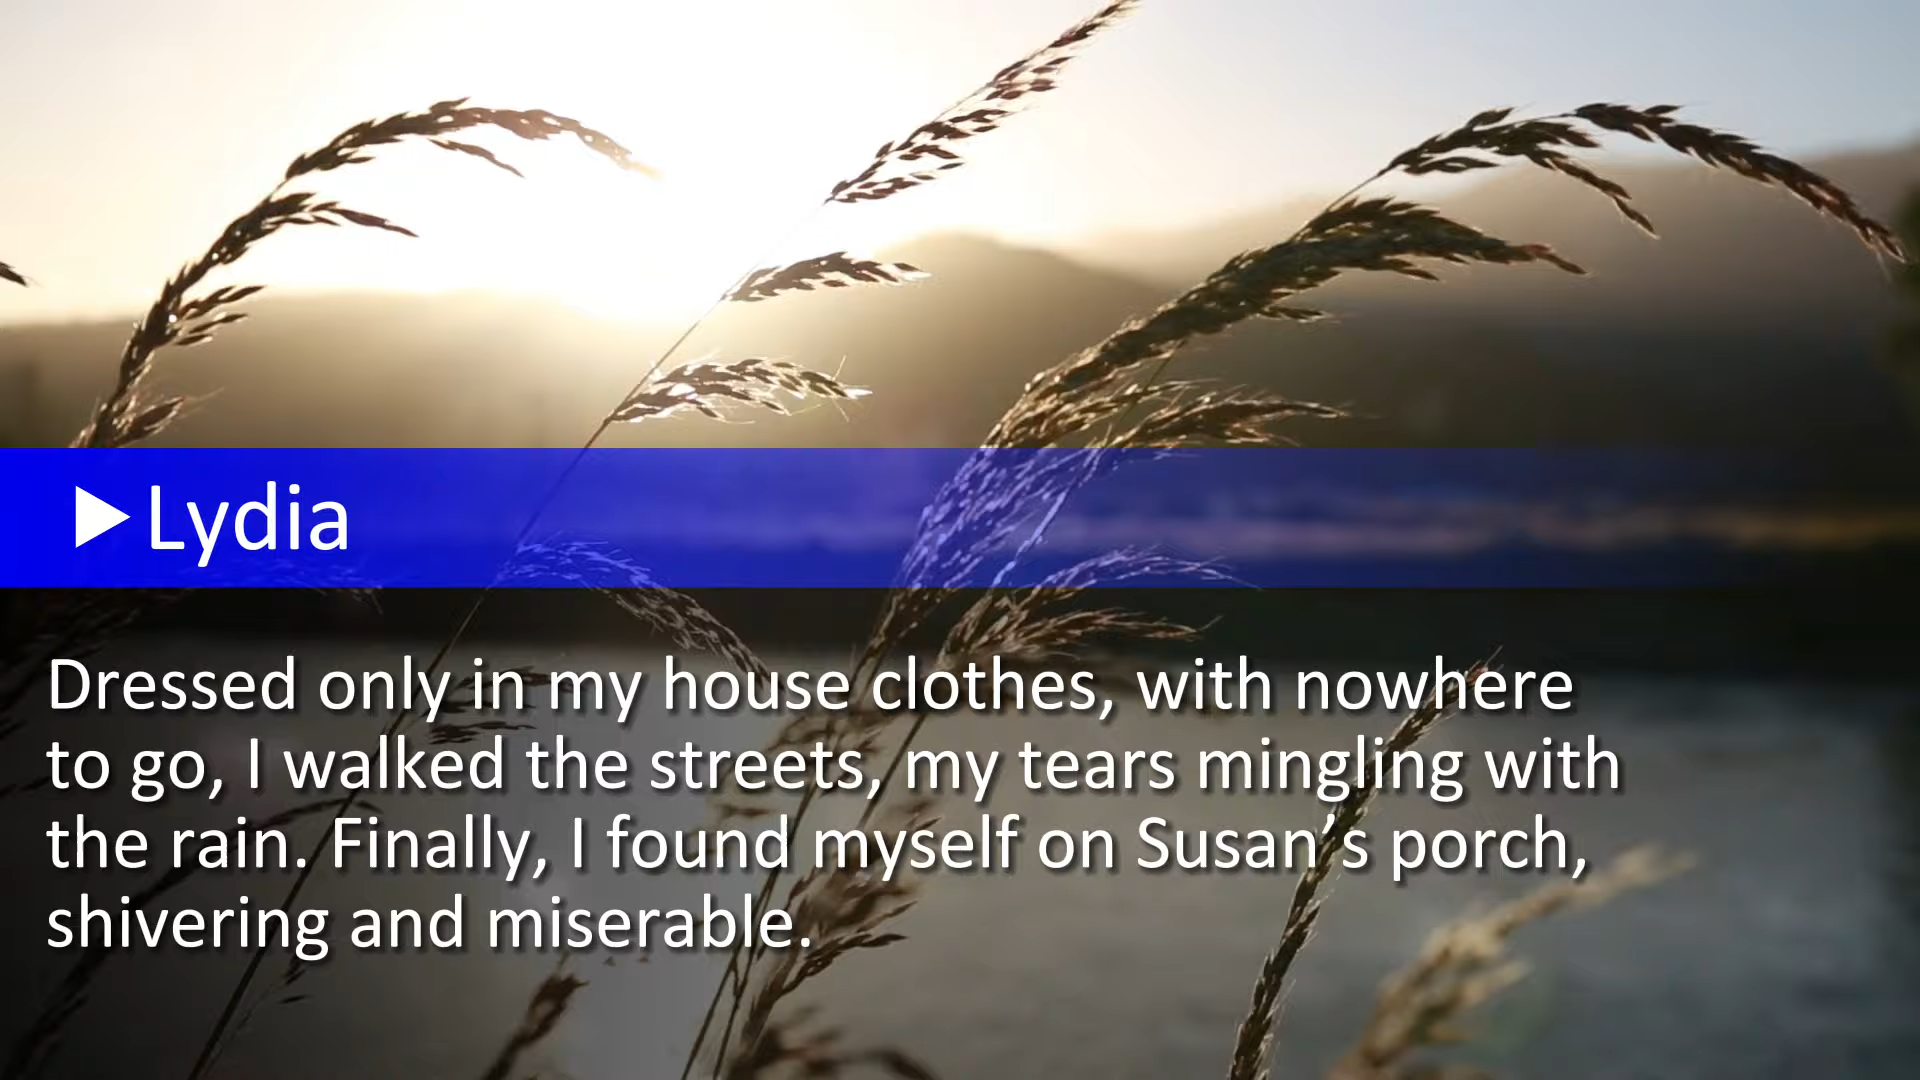 Lydia
Dressed only in my house clothes, with nowhere
to go, I walked the streets, my tears mingling with
the rain. Finally, I found myself on Susan’s porch,
shivering and miserable.